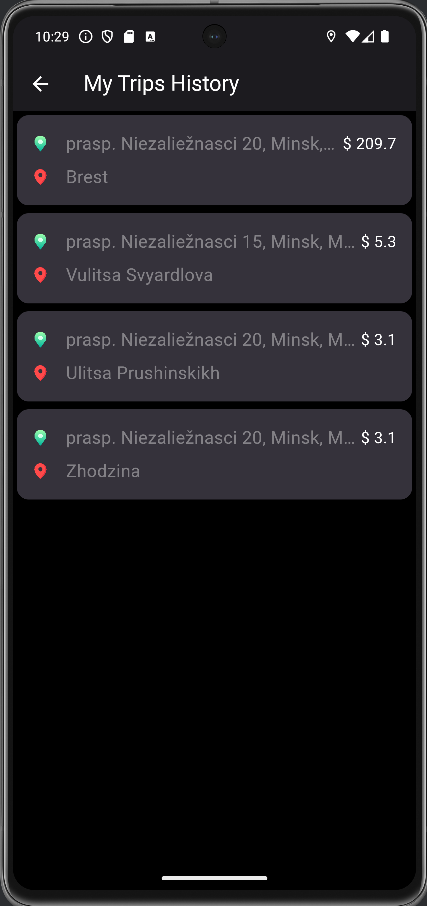 10:29
My Trips History
prasp. Niezaliežnasci 20, Minsk,... $ 209.7
Brest
prasp. Niezaliežnasci 15, Minsk, M... $ 5.3
Vulitsa Svyardlova
prasp. Niezaliežnasci 20, Minsk, M... $ 3.1
Ulitsa Prushinskikh
prasp. Niezaliežnasci 20, Minsk, M... $ 3.1
Zhodzina